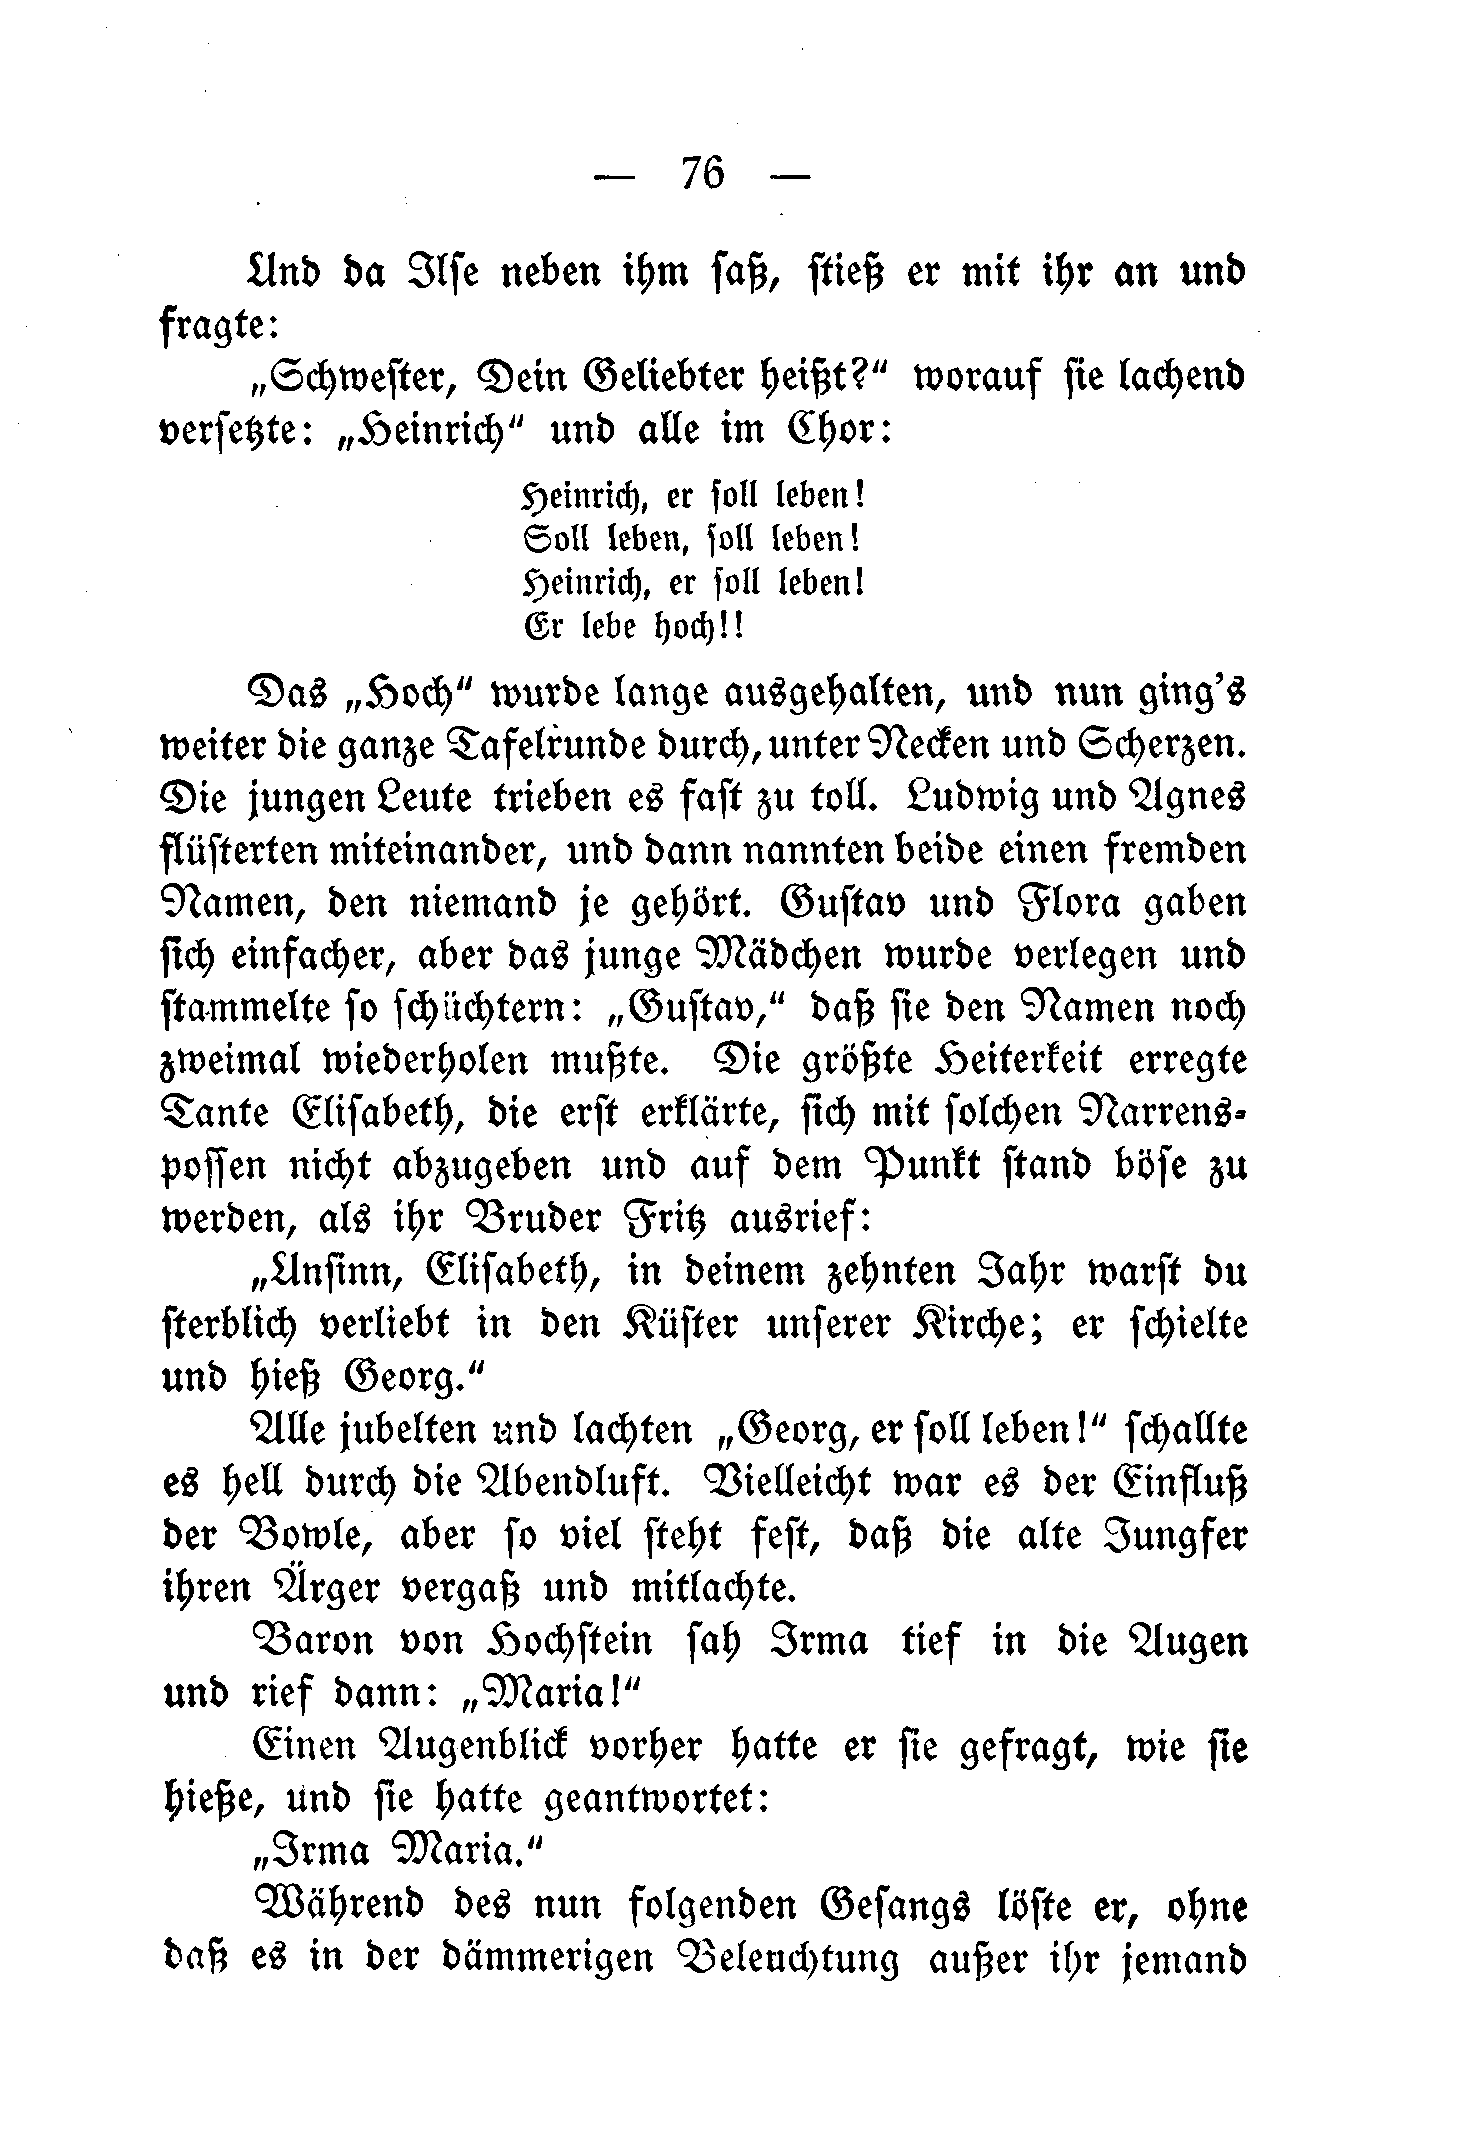 — 76 —
Und da Ilse neben ihm saß, stieß er mit ihr an und
fragte:
„Schwester, Dein Geliebter heißt?“ worauf sie lachend
versetzte: „Heinrich“ und alle im Chor:
Heinrich, er soll leben!
Soll leben, soll leben!
Heinrich, er soll leben!
Er lebe hoch!!
Das „Hoch“ wurde lange ausgehalten, und nun ging's
weiter die ganze Tafelrunde durch, unter Necken und Scherzen.
Die jungen Leute trieben es fast zu toll. Ludwig und Agnes
flüsterten miteinander, und dann nannten beide einen fremden
Namen, den niemand je gehört. Gustav und Flora gaben
sich einfacher, aber das junge Mädchen wurde verlegen und
stammelte so schüchtern: „Gustav,“ daß sie den Namen noch
zweimal wiederholen mußte. Die größte Heiterkeit erregte
Tante Elisabeth, die erst erklärte, sich mit solchen Narrens-
possen nicht abzugeben und auf dem Punkt stand böse zu
werden, als ihr Bruder Fritz ausrief:
„Unsinn, Elisabeth, in deinem zehnten Jahr warst du
sterblich verliebt in den Küster unserer Kirche; er schielte
und hieß Georg.“
Alle jubelten und lachten „Georg, er soll leben!“ schallte
es hell durch die Abendluft. Vielleicht war es der Einfluß
der Bowle, aber so viel steht fest, daß die alte Jungfer
ihren Ärger vergaß und mitlachte.
Baron von Hochstein sah Irma tief in die Augen
und rief dann: „Maria!“
Einen Augenblick vorher hatte er sie gefragt, wie sie
hieße, und sie hatte geantwortet:
„Irma Maria.“
Während des nun folgenden Gesangs löste er, ohne
daß es in der dämmerigen Beleuchtung außer ihr jemand